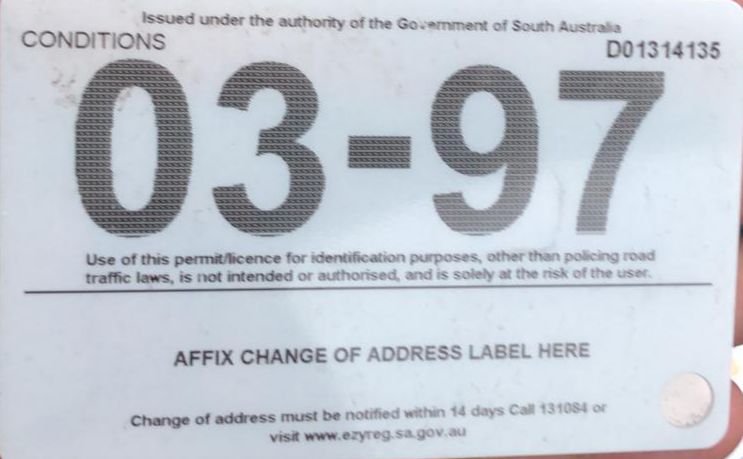 Issued under the authority of the Government of South Australia
CONDITIONS
D01314135
03-97
Use of this permit/licence for identification purposes, other than policing road
traffic laws, is not intended or authorised, and is solely at the risk of the user.
AFFIX CHANGE OF ADDRESS LABEL HERE
Change of address must be notified within 14 days Call 131084 or
visit www.ezyreg.sa.gov.au